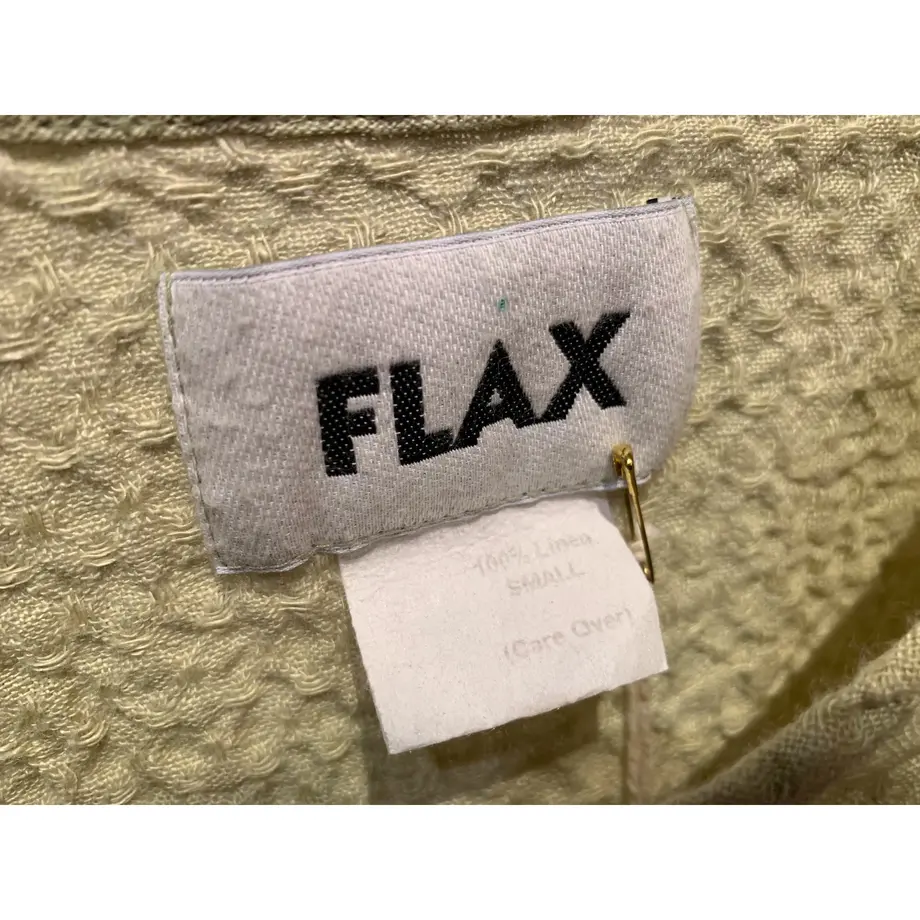 FLAX
100% Linen
SMALL
(Care Over)